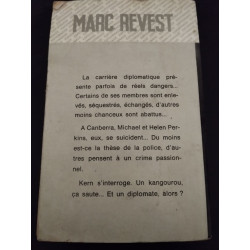 MARC REVEST
La carrière diplomatique pré-
sente parfois de réels dangers...
Certains de ses membres sont enle-
vés, séquestrés, échangés, d'autres
moins chanceux sont abattus...
A Canberra, Michael et Helen Per-
kins, eux, se suicident... Du moins
est-ce la thèse de la police, d'au-
tres pensent à un crime passion-
nel.
Kern s'interroge. Un kangourou,
ça saute... Et un diplomate, alors ?